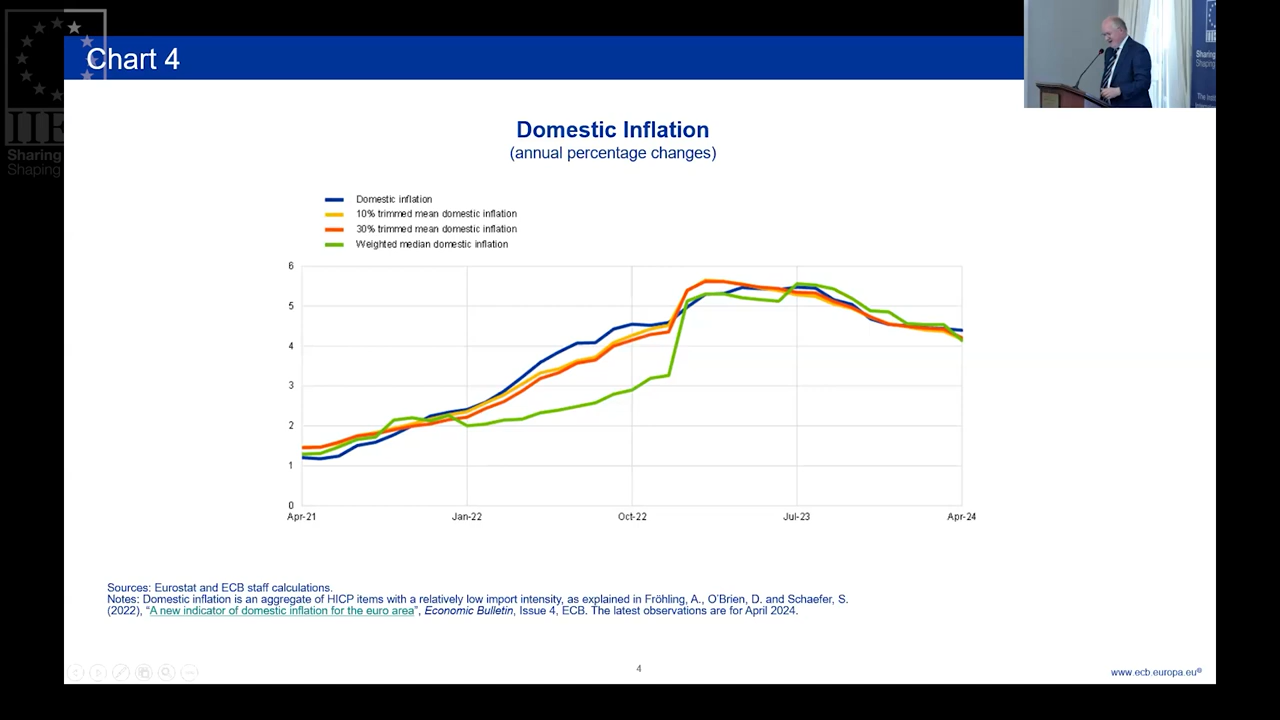 Chart 4
IIE
Sharing
Shaping
Sharing
Shaping
The Insti
Domestic Inflation
(annual percentage changes)
Domestic inflation
10% trimmed mean domestic inflation
30% trimmed mean domestic inflation
Weighted median domestic inflation
6
5
4
3
2
1
0
Apr-21
Jan-22
Oct-22
Jul-23
Apr-24
Sources: Eurostat and ECB staff calculations.
Notes: Domestic inflation is an aggregate of HICP items with a relatively low import intensity, as explained in Fröhling, A., O'Brien, D. and Schaefer, S.
(2022), “A new indicator of domestic inflation for the euro area”, Economic Bulletin, Issue 4, ECB. The latest observations are for April 2024.
4
www.ecb.europa.eu©